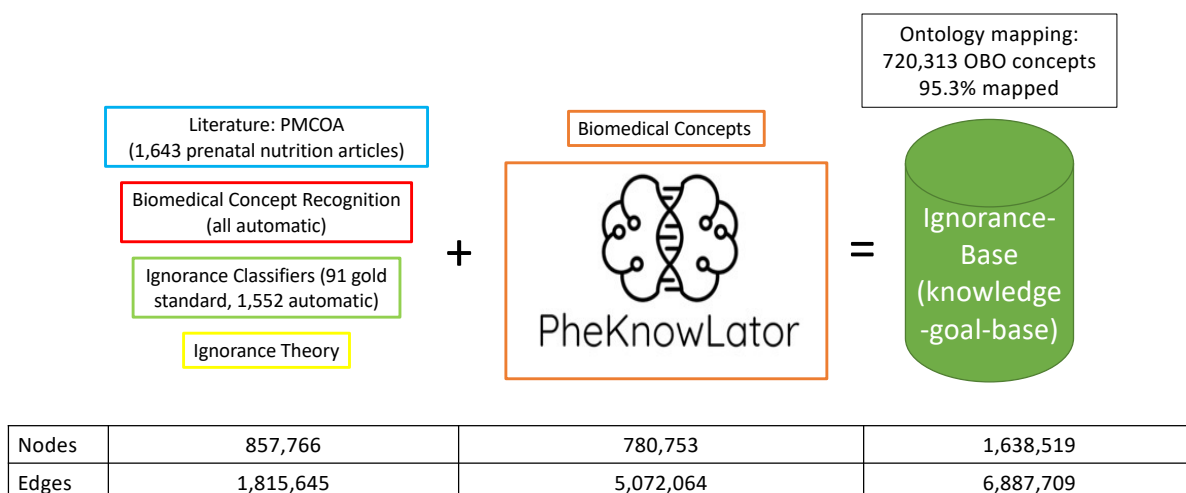 Ontology mapping:
720,313 OBO concepts
95.3% mapped
Literature: PMCOA
(1,643 prenatal nutrition articles)
Biomedical Concept Recognition
(all automatic)
Ignorance Classifiers (91 gold
standard, 1,552 automatic)
Ignorance Theory
+
Biomedical Concepts
PheKnowLator
=
Ignorance-
Base
(knowledge
-goal-base)
Nodes 857,766 780,753 1,638,519
Edges 1,815,645 5,072,064 6,887,709